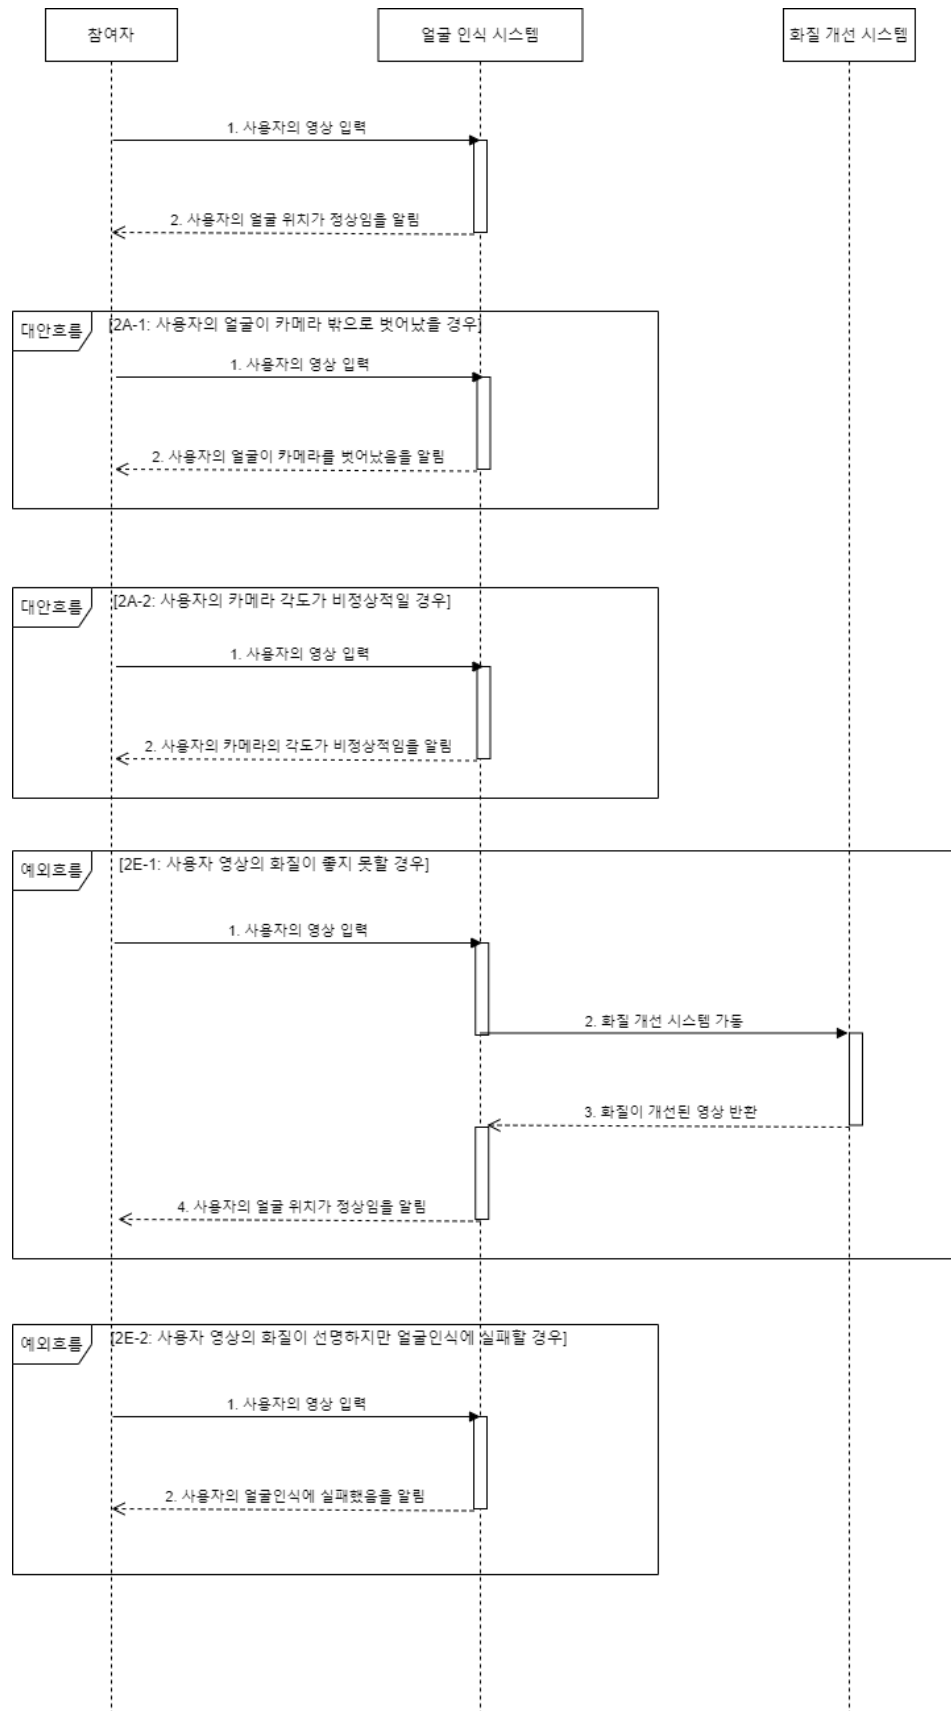 참여자
얼굴 인식 시스템
화질 개선 시스템
1. 사용자의 영상 입력
2. 사용자의 얼굴 위치가 정상임을 알림
대안흐름
[2A-1: 사용자의 얼굴이 카메라 밖으로 벗어났을 경우]
1. 사용자의 영상 입력
2. 사용자의 얼굴이 카메라를 벗어났음을 알림
대안흐름
[2A-2: 사용자의 카메라 각도가 비정상적일 경우]
1. 사용자의 영상 입력
2. 사용자의 카메라의 각도가 비정상적임을 알림
예외흐름
[2E-1: 사용자 영상의 화질이 좋지 못할 경우]
1. 사용자의 영상 입력
2. 화질 개선 시스템 가동
3. 화질이 개선된 영상 반환
4. 사용자의 얼굴 위치가 정상임을 알림
예외흐름
[2E-2: 사용자 영상의 화질이 선명하지만 얼굴인식에 실패할 경우]
1. 사용자의 영상 입력
2. 사용자의 얼굴인식에 실패했음을 알림